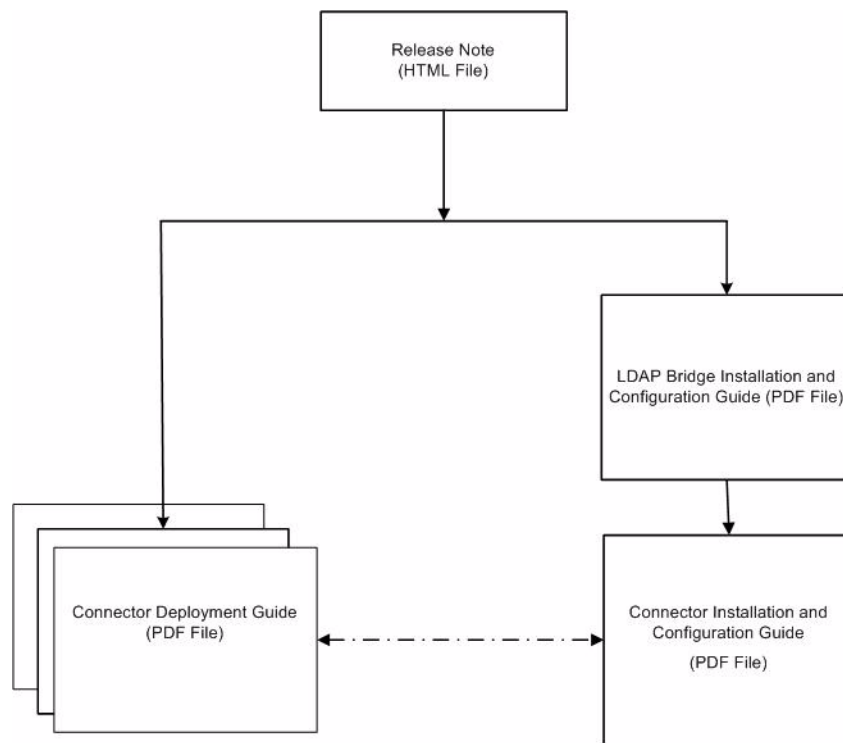 Release Note
(HTML File)
LDAP Bridge Installation and
Configuration Guide (PDF File)
Connector Deployment Guide
(PDF File)
Connector Installation and
Configuration Guide
(PDF File)